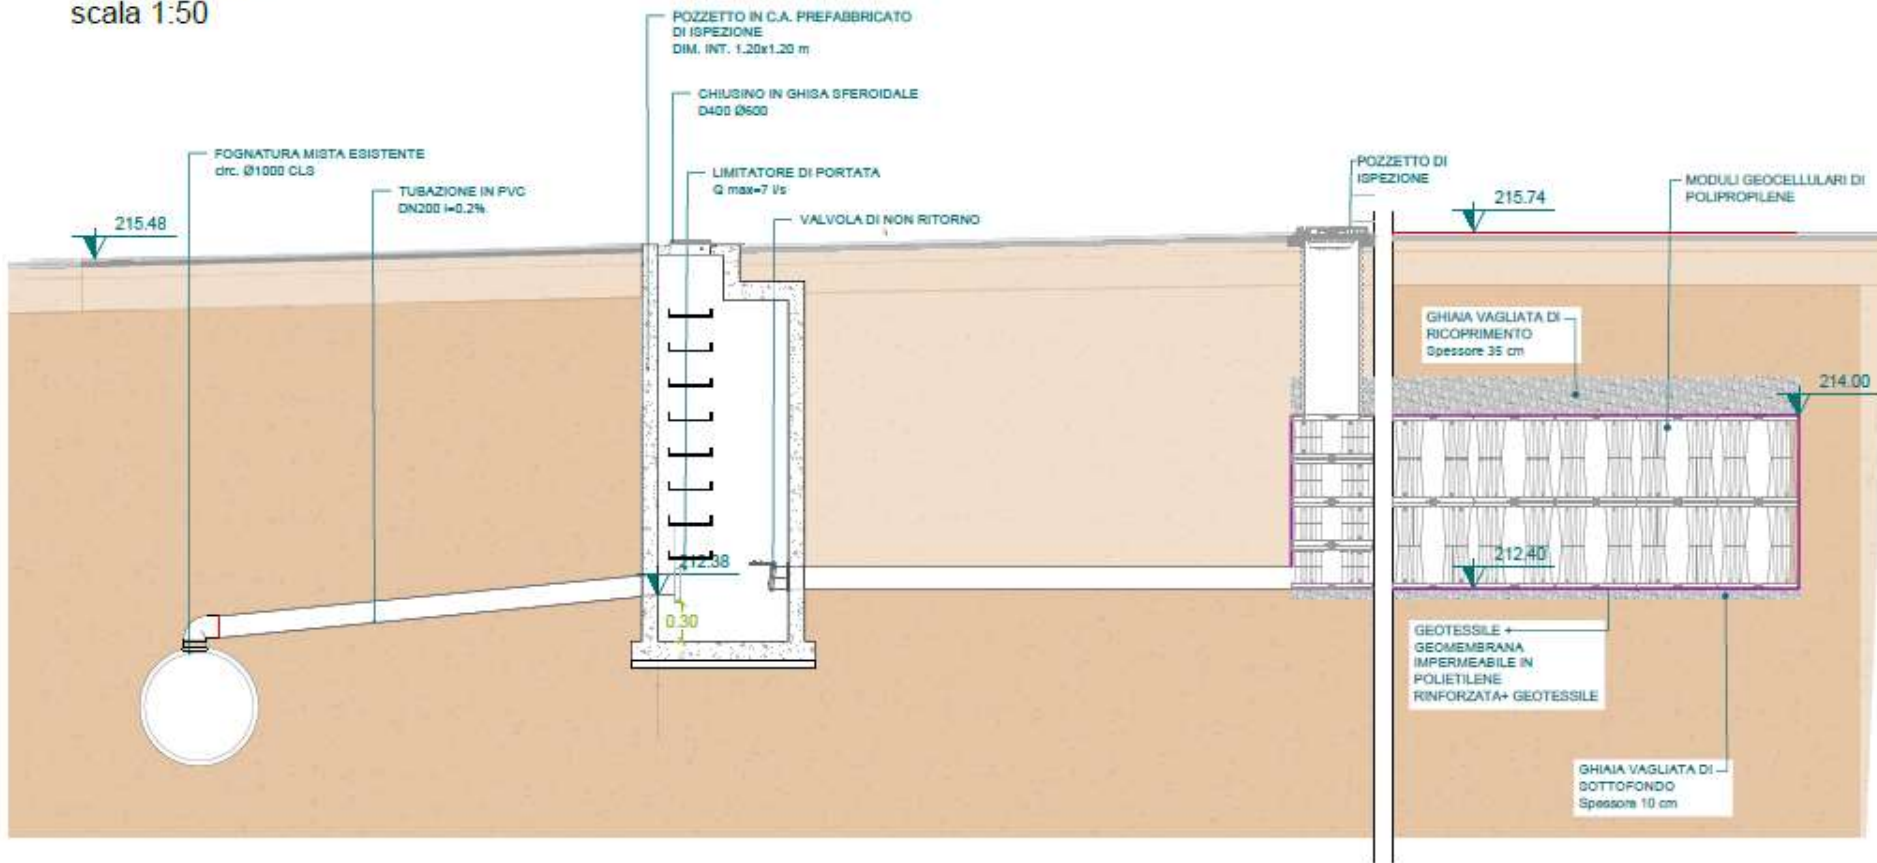 scala 1:50
POZZETTO IN C.A. PREFABBRICATO
DI ISPEZIONE
DIM. INT. 1.20x1.20 m
CHIUSINO IN GHISA SFEROIDALE
D400 Ø600
FOGNATURA MISTA ESISTENTE
circ. Ø1000 CLS
TUBAZIONE IN PVC
DN200 i=0.2%
LIMITATORE DI PORTATA
Q max=7 l/s
VALVOLA DI NON RITORNO
POZZETTO DI
ISPEZIONE
MODULI GEOCELLULARI DI
POLIPROPILENE
215.48
215.74
GHIAIA VAGLIATA DI
RICOPRIMENTO
Spessore 35 cm
214.00
212.38
212.40
0.30
GEOTESSILE +
GEOMEMBRANA
IMPERMEABILE IN
POLIETILENE
RINFORZATA+ GEOTESSILE
GHIAIA VAGLIATA DI
SOTTOFONDO
Spessore 10 cm